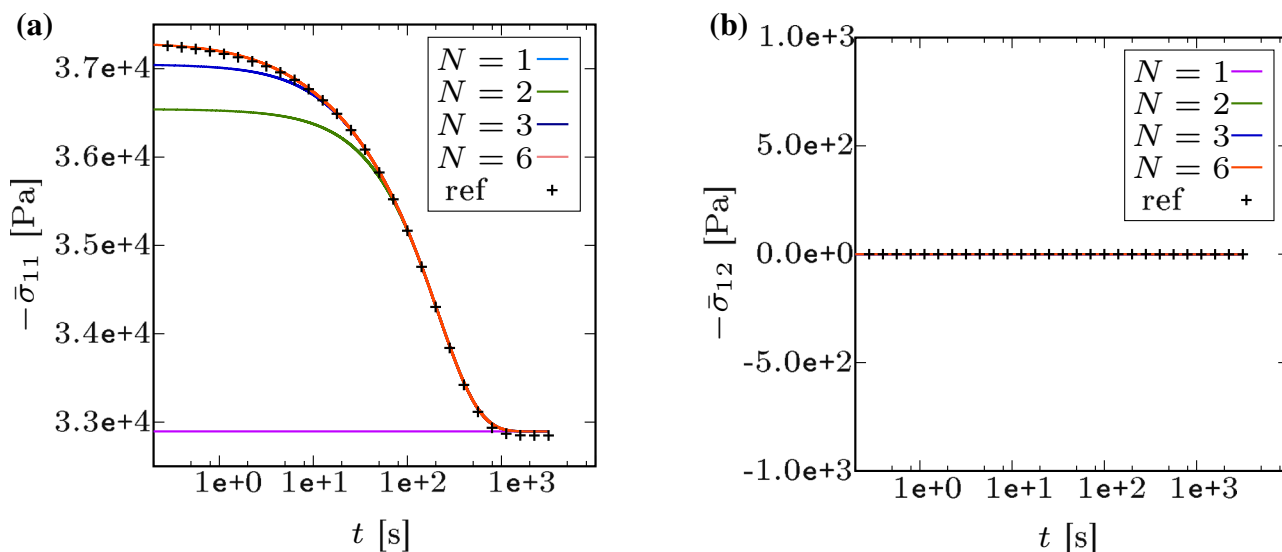 (a)
3.7e+4
3.6e+4
3.5e+4
3.4e+4
3.3e+4
−σ̄₁₁ [Pa]
1e+0 1e+1 1e+2 1e+3
t [s]
N = 1
N = 2
N = 3
N = 6
ref
(b)
1.0e+3
5.0e+2
0.0e+0
-5.0e+2
-1.0e+3
−σ̄₁₂ [Pa]
1e+0 1e+1 1e+2 1e+3
t [s]
N = 1
N = 2
N = 3
N = 6
ref